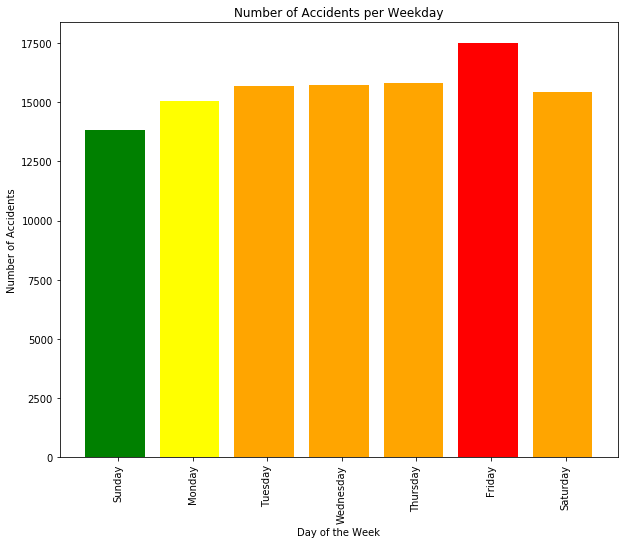 Number of Accidents per Weekday
Number of Accidents
17500
15000
12500
10000
7500
5000
2500
0
Sunday
Monday
Tuesday
Wednesday
Thursday
Friday
Saturday
Day of the Week